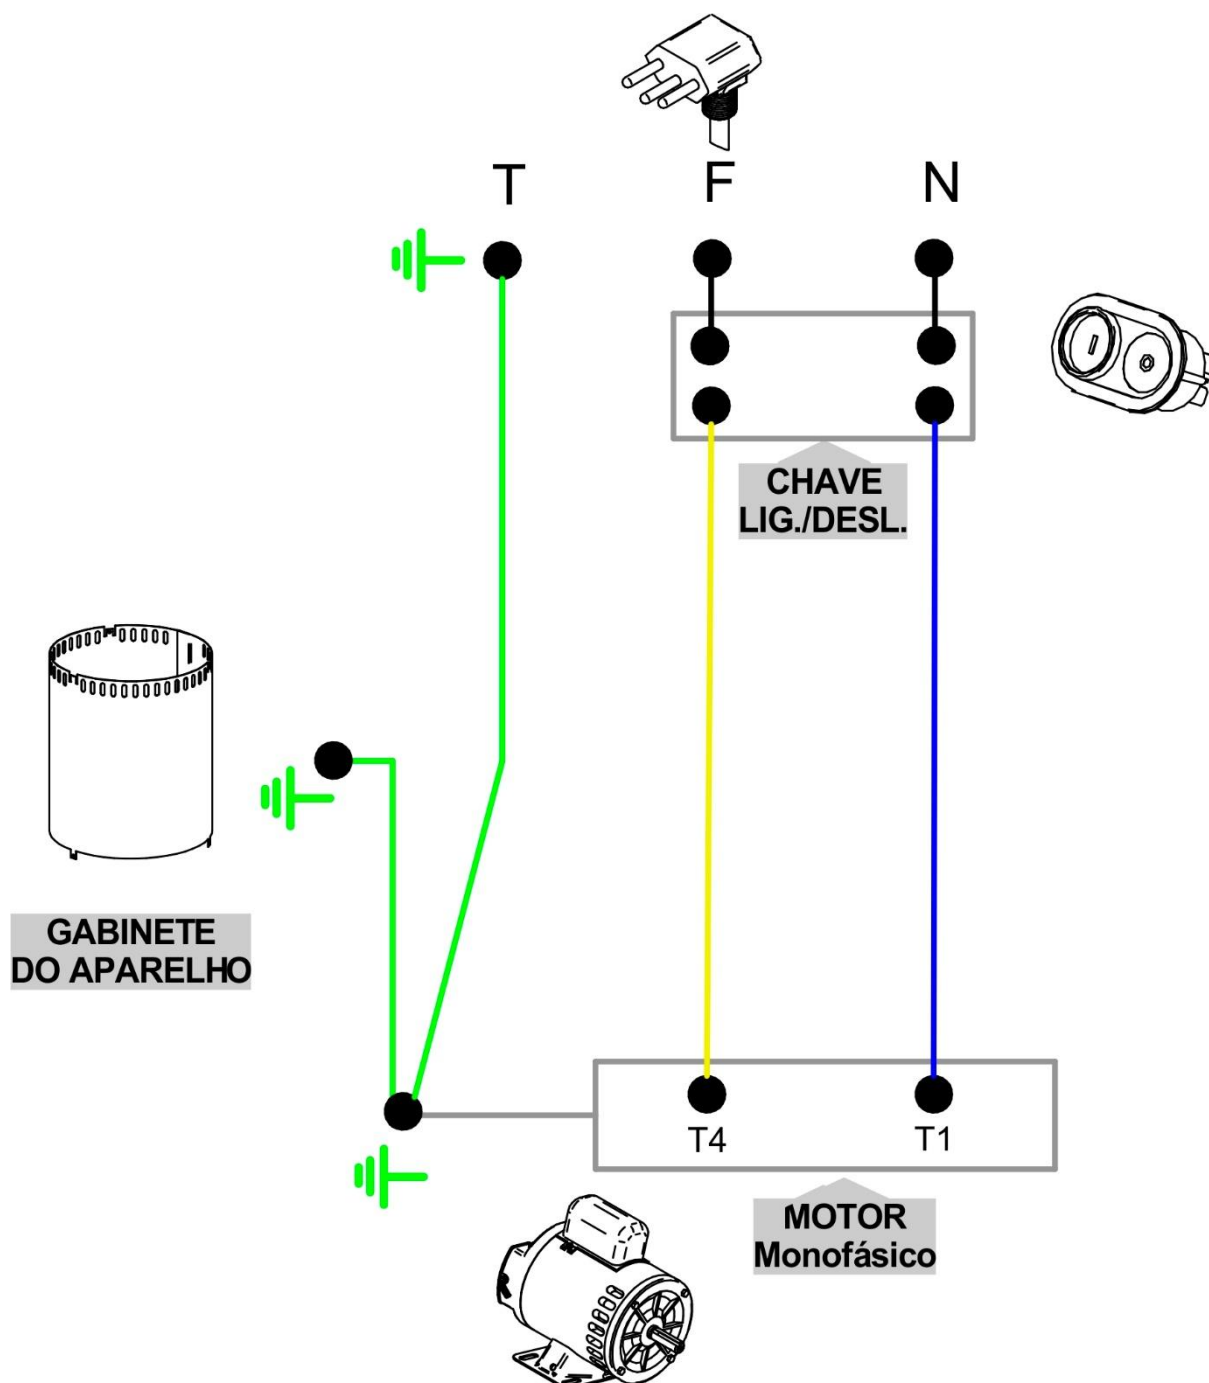 T F N
CHAVE
LIG./DESL.
GABINETE
DO APARELHO
T4 T1
MOTOR
Monofásico